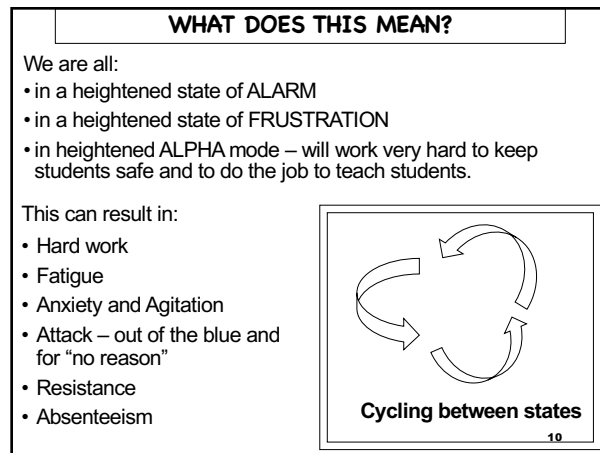 WHAT DOES THIS MEAN?
We are all:
• in a heightened state of ALARM
• in a heightened state of FRUSTRATION
• in heightened ALPHA mode – will work very hard to keep
students safe and to do the job to teach students.
This can result in:
• Hard work
• Fatigue
• Anxiety and Agitation
• Attack – out of the blue and
for “no reason”
• Resistance
• Absenteeism
Cycling between states
10